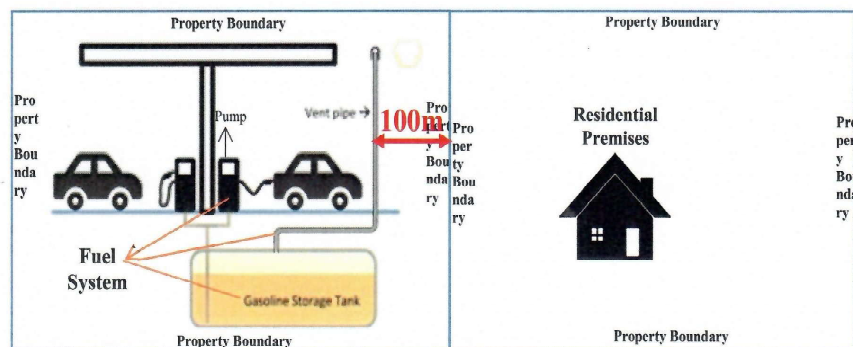 Property Boundary
Property Boundary
Pro
pert
y
Bou
nda
ry
Pump
Vent pipe →
100m
Pro
pert
y
Bou
nda
ry
Pro
per
ty
Bou
nda
ry
Residential
Premises
Pro
per
y
Bou
nda
ry
Fuel
System
Gasoline Storage Tank
Property Boundary
Property Boundary